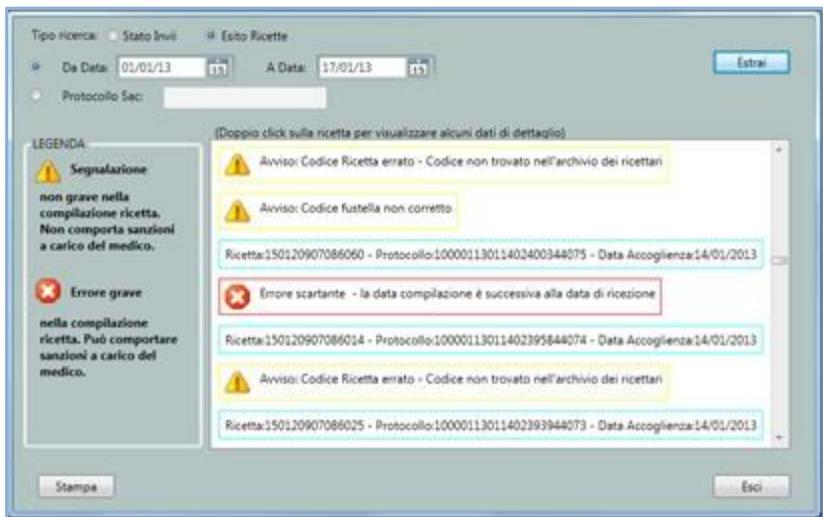 Tipo ricerca: Stato Invii Esito Ricette
Da Data: 01/01/13 15 A Data: 17/01/13 15
Estrai
Protocollo Sac:
(Doppio click sulla ricetta per visualizzare alcuni dati di dettaglio)
LEGENDA
Segnalazione
non grave nella
compilazione ricetta.
Non comporta sanzioni
a carico del medico.
Errore grave
nella compilazione
ricetta. Può comportare
sanzioni a carico del
medico.
Avviso: Codice Ricetta errato - Codice non trovato nell'archivio dei ricettari
Avviso: Codice fustella non corretto
Ricetta:150120907086060 - Protocollo:10000113011402400344075 - Data Accoglienza:14/01/2013
Errore scartante - la data compilazione è successiva alla data di ricezione
Ricetta:150120907086014 - Protocollo:10000113011402395844074 - Data Accoglienza:14/01/2013
Avviso: Codice Ricetta errato - Codice non trovato nell'archivio dei ricettari
Ricetta:150120907086025 - Protocollo:10000113011402393944073 - Data Accoglienza:14/01/2013
Stampa
Esci